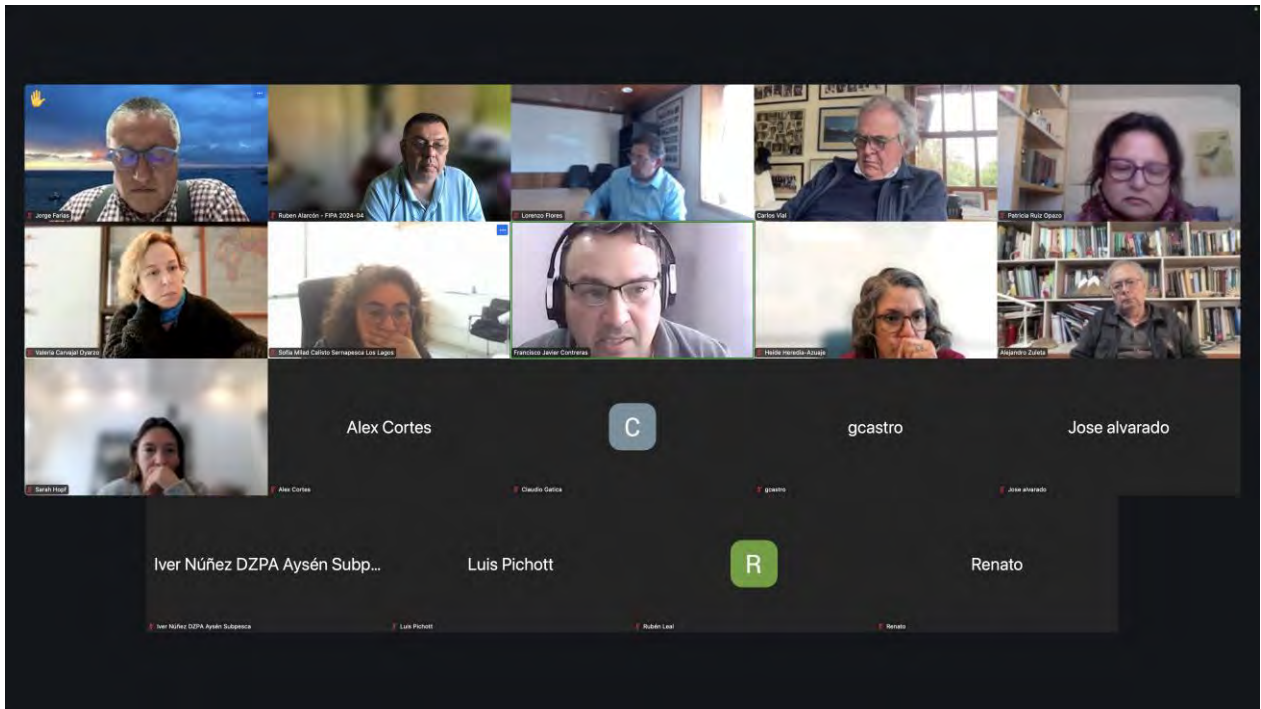 Jorge Farias
Ruben Alarcón - FIPA 2024-04
Lorenzo Flores
Carlos Vial
Patricia Ruiz Opazo
Valeria Carvajal Oyarzo
Sofía Milad Calisto Sernapesca Los Lagos
Francisco Javier Contreras
Heide Heredia-Azuaje
Alejandro Zuleta
Sarah Hopf
Alex Cortes
Alex Cortes
C
Claudio Gatica
gcastro
gcastro
Jose alvarado
Jose alvarado
Iver Núñez DZPA Aysén Subp...
Iver Núñez DZPA Aysén Subpesca
Luis Pichott
Luis Pichott
R
Rubén Leal
Renato
Renato